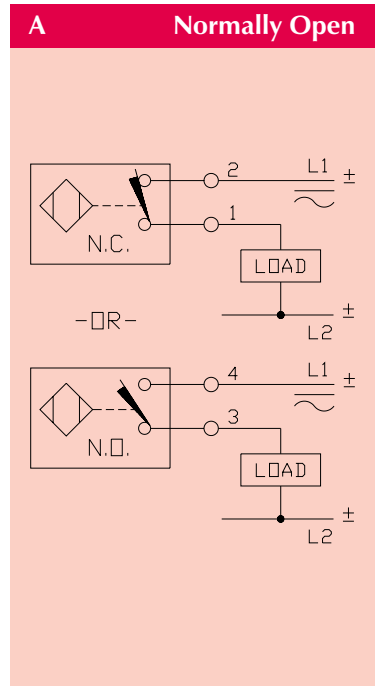 A Normally Open
2 L1 ±
1
N.C.
LOAD
-OR-
±
L2
4 L1 ±
3
N.O.
LOAD
±
L2